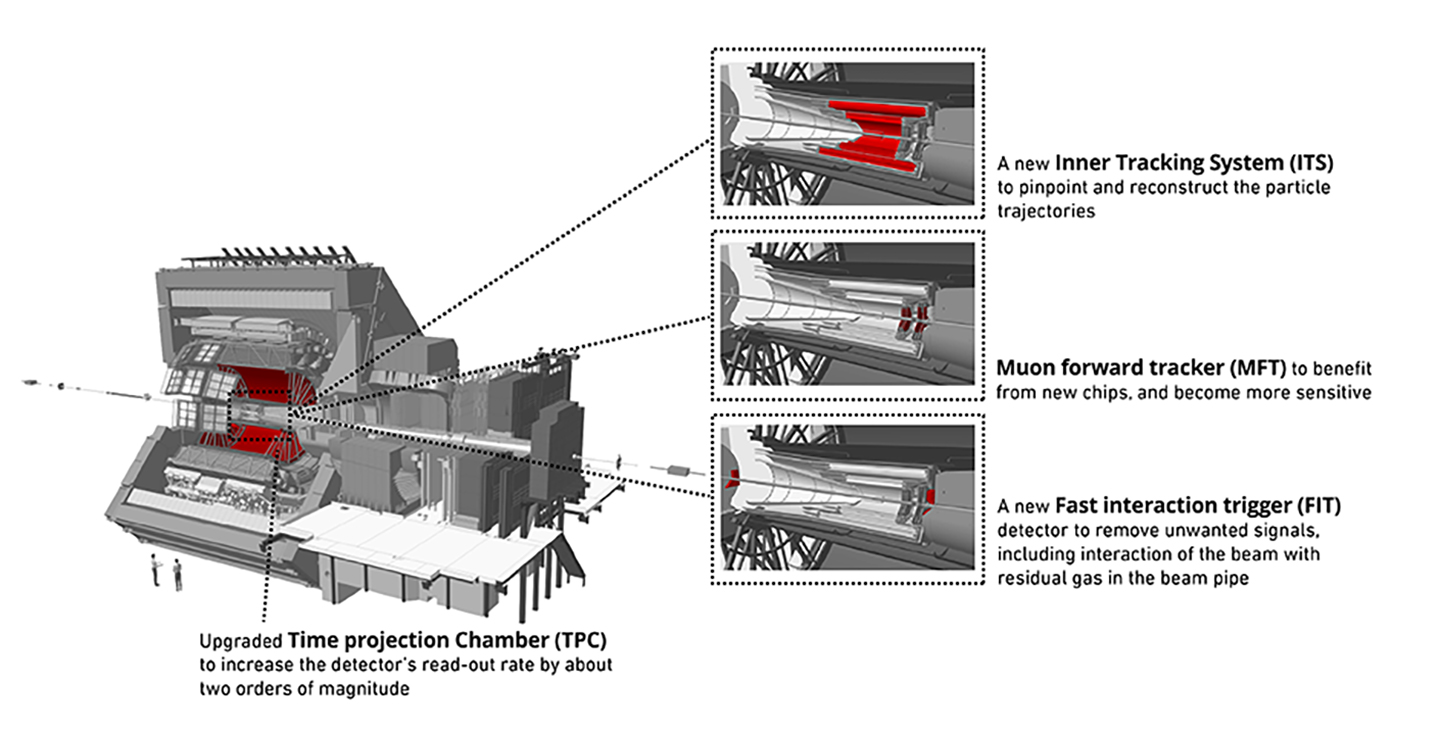 A new Inner Tracking System (ITS)
to pinpoint and reconstruct the particle
trajectories
Muon forward tracker (MFT) to benefit
from new chips, and become more sensitive
A new Fast interaction trigger (FIT)
detector to remove unwanted signals,
including interaction of the beam with
residual gas in the beam pipe
Upgraded Time projection Chamber (TPC)
to increase the detector's read-out rate by about
two orders of magnitude